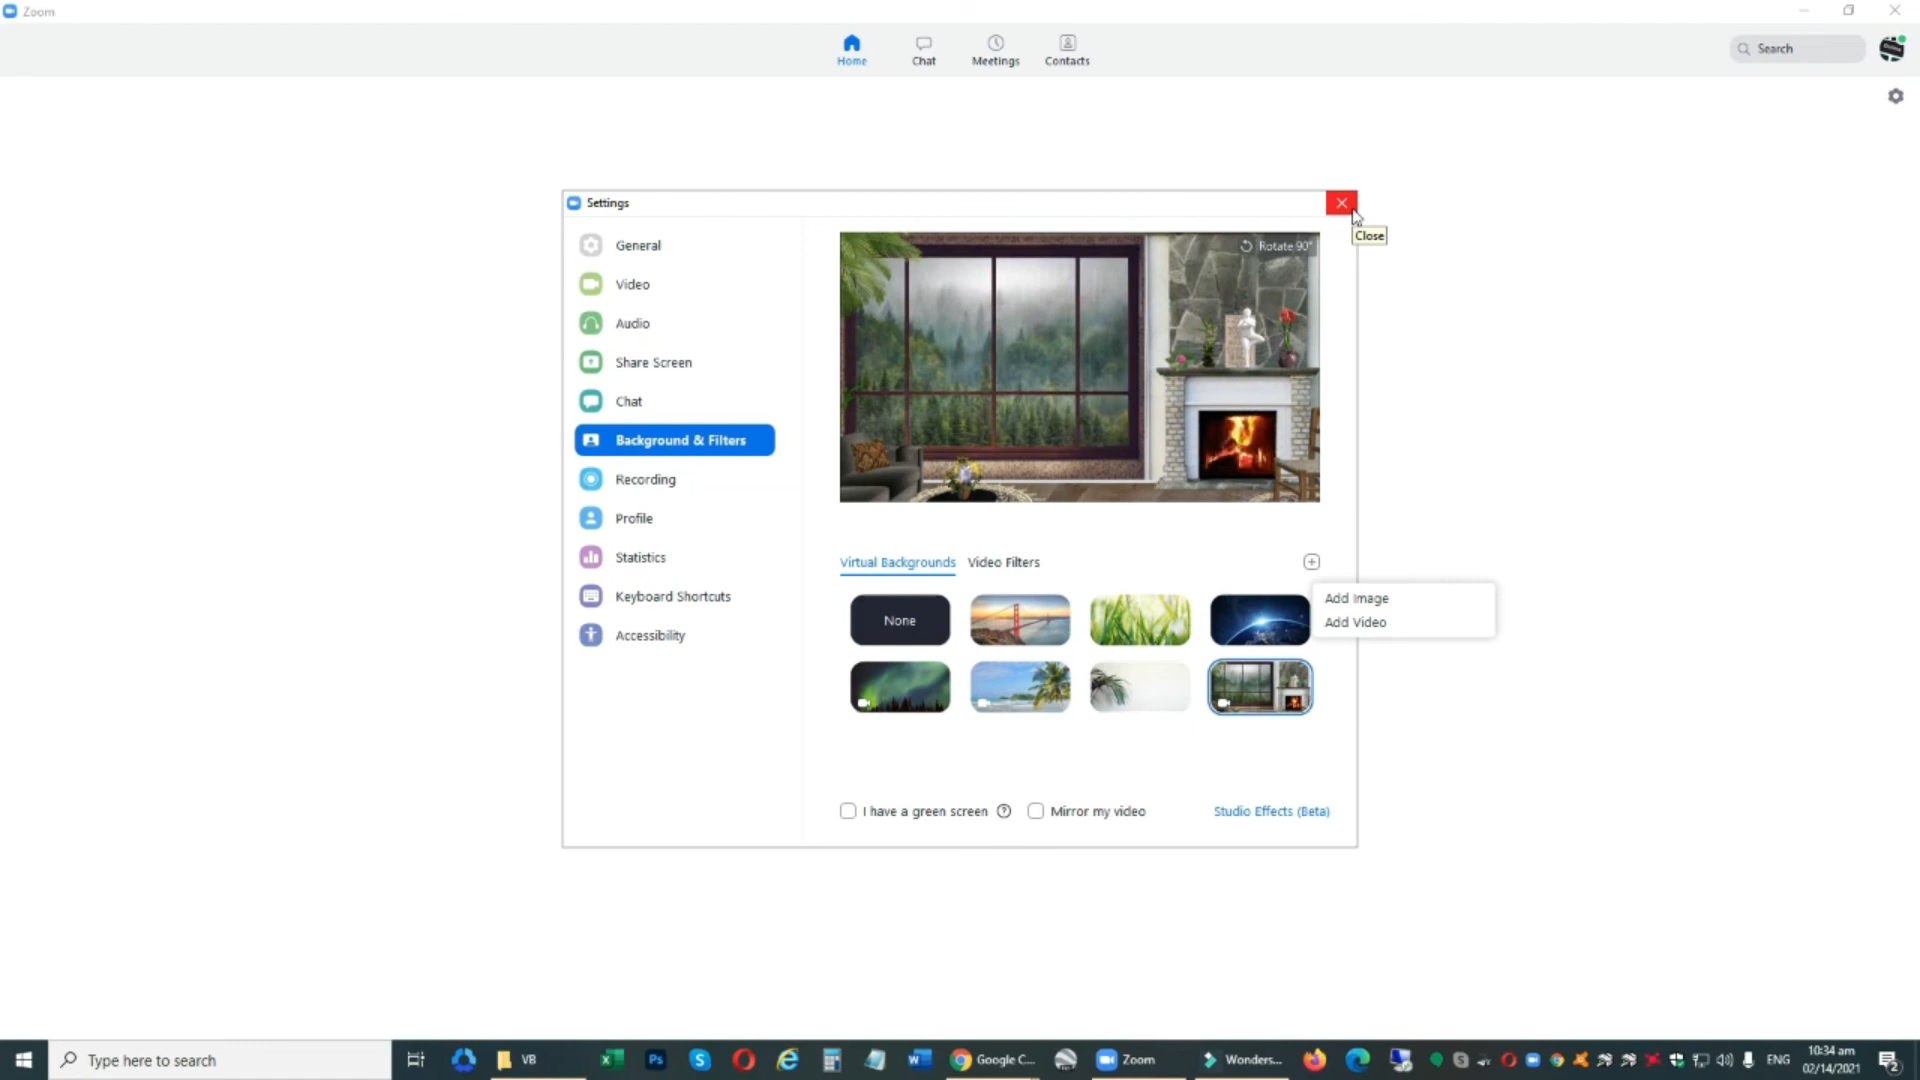 Zoom
Home
Chat
Meetings
Contacts
Search
Settings
Close
General
Rotate 90°
Video
Audio
Share Screen
Chat
Background & Filters
Recording
Profile
Statistics
Keyboard Shortcuts
Accessibility
Virtual Backgrounds
Video Filters
Add Image
Add Video
None
I have a green screen
Mirror my video
Studio Effects (Beta)
Type here to search
VB
Google C...
Zoom
Wonders...
ENG
10:34 am
02/14/2021
2